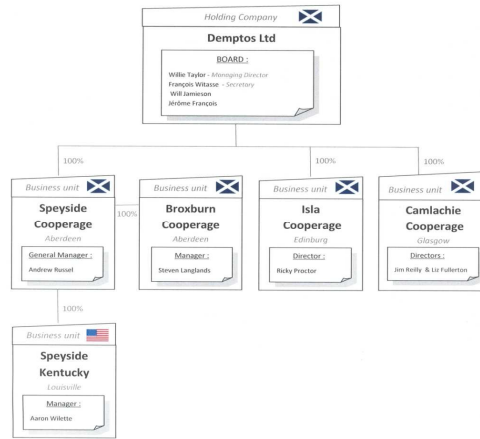 Holding Company
Demptos Ltd
BOARD :
Willie Taylor - Managing Director
François Witasse - Secretary
Will Jamieson
Jérôme François
100%
100%
100%
Business unit
Speyside
Cooperage
Aberdeen
General Manager :
Andrew Russel
100%
Business unit
Broxburn
Cooperage
Aberdeen
Manager :
Steven Langlands
Business unit
Isla
Cooperage
Edinburg
Director :
Ricky Proctor
Business unit
Camlachie
Cooperage
Glasgow
Directors :
Jim Reilly & Liz Fullerton
100%
Business unit
Speyside
Kentucky
Louisville
Manager :
Aaron Wilette